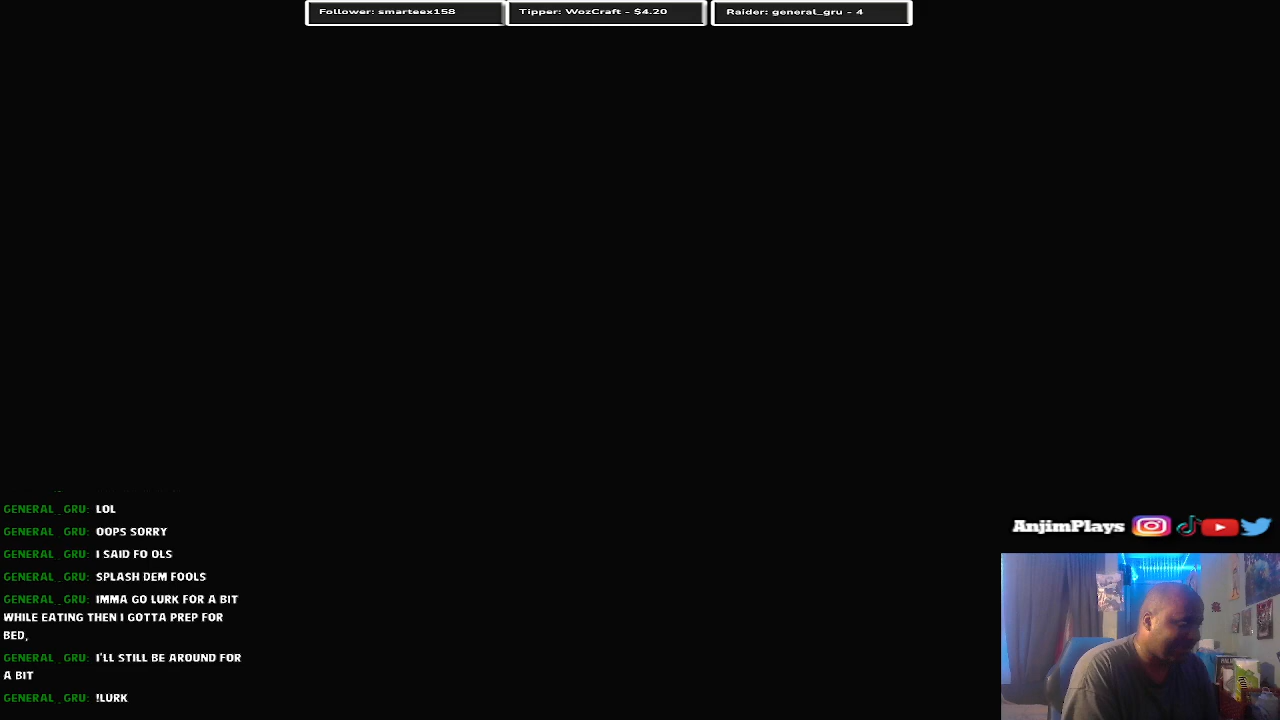 Follower: smarteex158
Tipper: WozCraft - $4.20
Raider: general_gru - 4
GENERAL_GRU: LOL
GENERAL_GRU: OOPS SORRY
GENERAL_GRU: I SAID FO OLS
GENERAL_GRU: SPLASH DEM FOOLS
GENERAL_GRU: IMMA GO LURK FOR A BIT
WHILE EATING THEN I GOTTA PREP FOR
BED,
GENERAL_GRU: I'LL STILL BE AROUND FOR
A BIT
GENERAL_GRU: !LURK
AnjimPlays